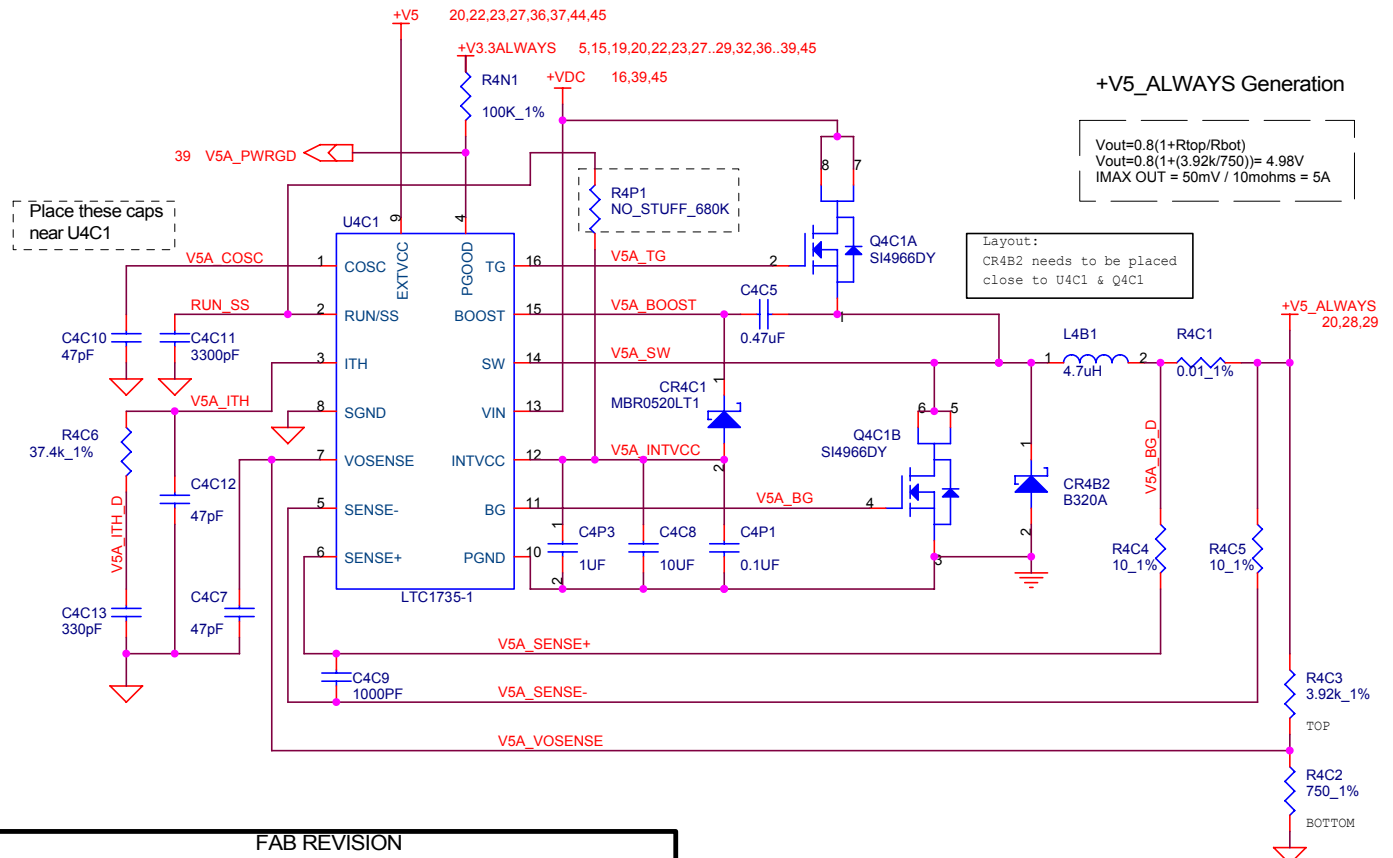 +V5 20,22,23,27,36,37,44,45
+V3.3ALWAYS 5,15,19,20,22,23,27..29,32,36..39,45
+VDC 16,39,45
R4N1
100K_1%
+V5_ALWAYS Generation
Vout=0.8(1+Rtop/Rbot)
Vout=0.8(1+(3.92k/750))= 4.98V
IMAX OUT = 50mV / 10mohms = 5A
39 V5A_PWRGD
R4P1
NO_STUFF_680K
Place these caps
near U4C1
U4C1
9
4
8
7
Q4C1A
SI4966DY
Layout:
CR4B2 needs to be placed
close to U4C1 & Q4C1
V5A_COSC
1
COSC
EXTVCC
PGOOD
TG
16
V5A_TG
2
RUN_SS
2
RUN/SS
BOOST
15
V5A_BOOST
C4C5
0.47uF
1
+V5_ALWAYS
20,28,29
C4C10
47pF
C4C11
3300pF
3
ITH
SW
14
V5A_SW
L4B1
1
2
4.7uH
R4C1
0.01_1%
V5A_ITH
8
SGND
VIN
13
CR4C1
MBR0520LT1
1
2
6
5
Q4C1B
SI4966DY
R4C6
37.4k_1%
7
VOSENSE
INTVCC
12
V5A_INTVCC
1
CR4B2
B320A
2
V5A_BG_D
V5A_ITH_D
C4C12
47pF
5
SENSE-
BG
11
V5A_BG
4
3
6
SENSE+
PGND
10
1
C4P3
1UF
2
C4C8
10UF
C4P1
0.1UF
R4C4
10_1%
R4C5
10_1%
C4C13
330pF
C4C7
47pF
LTC1735-1
V5A_SENSE+
C4C9
1000PF
V5A_SENSE-
R4C3
3.92k_1%
TOP
V5A_VOSENSE
R4C2
750_1%
BOTTOM
FAB REVISION